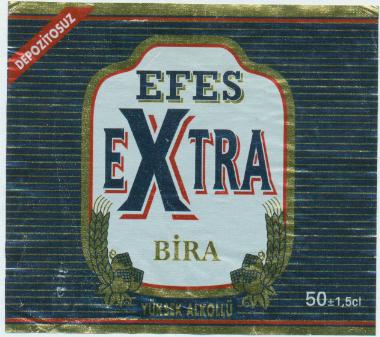 DEPOZİTOSUZ
EFES
EXTRA
BİRA
50±1,5cl
YÜKSEK ALKOLLÜ